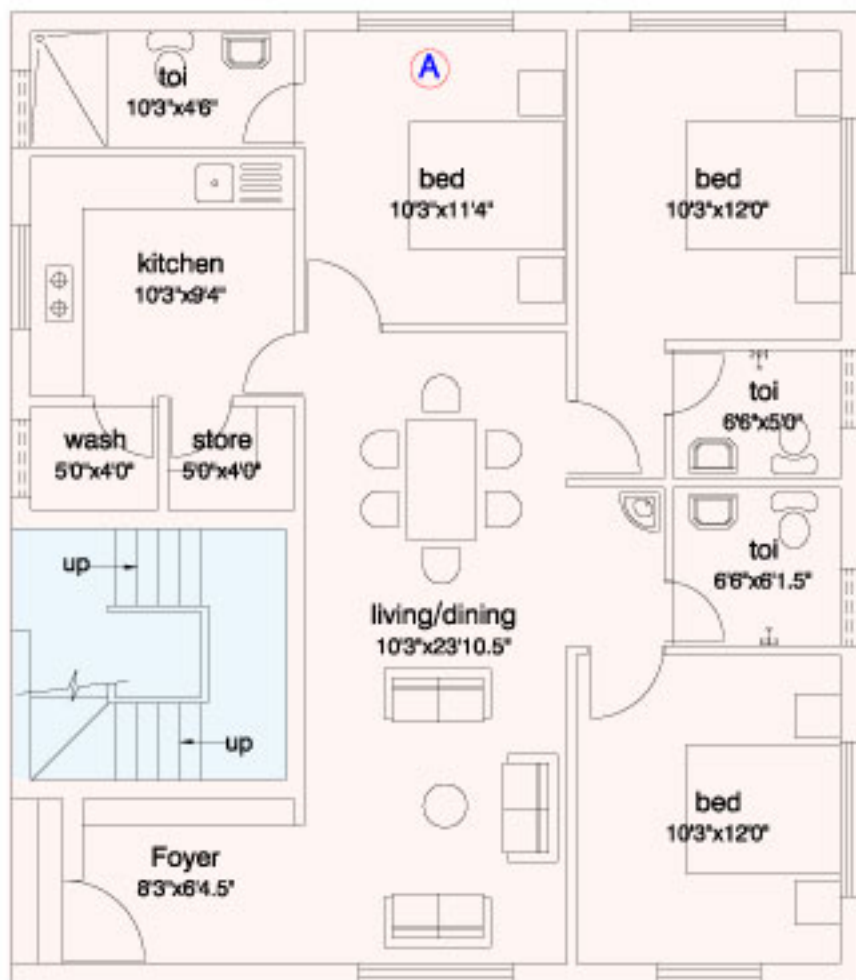 A
toi
10'3"x4'6"
bed
10'3"x11'4"
bed
10'3"x12'0"
kitchen
10'3"x9'4"
toi
6'6"x5'0"
wash
5'0"x4'0"
store
5'0"x4'0"
up
toi
6'6"x6'1.5"
living/dining
10'3"x23'10.5"
up
bed
10'3"x12'0"
Foyer
8'3"x6'4.5"